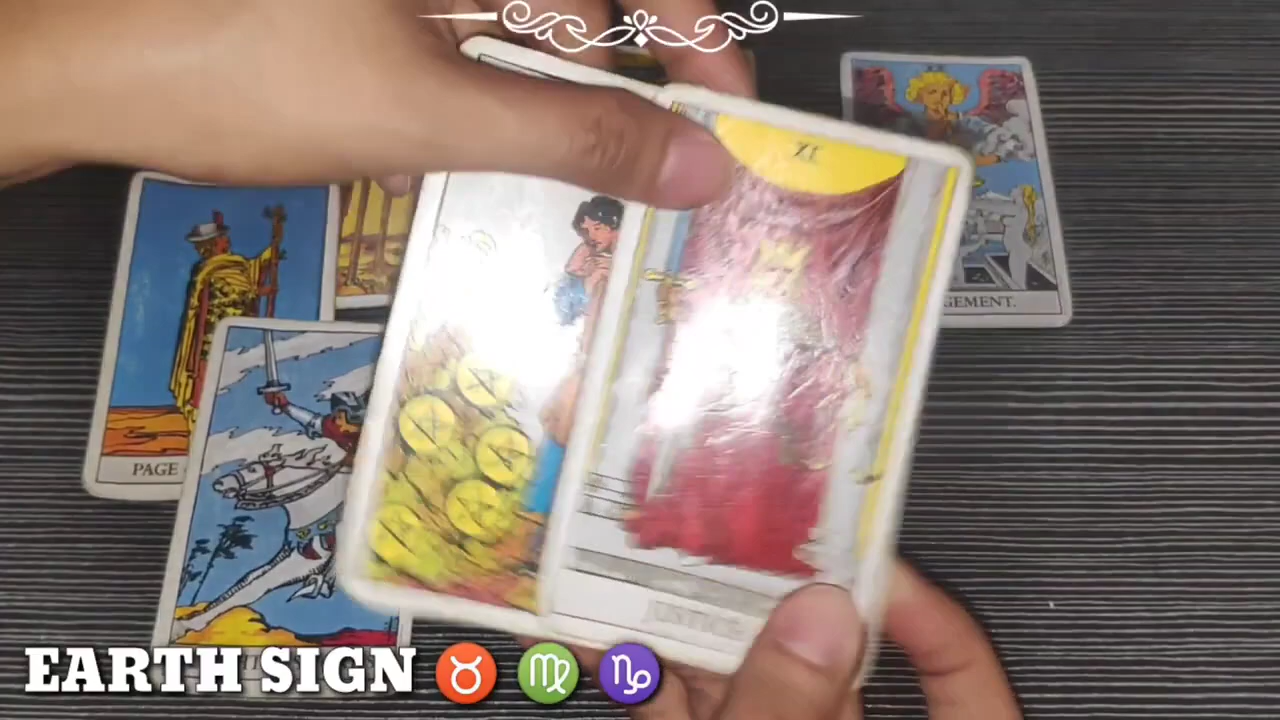 XI
GEMENT.
PAGE
JUSTICE
EARTH SIGN ♉ ♍ ♑